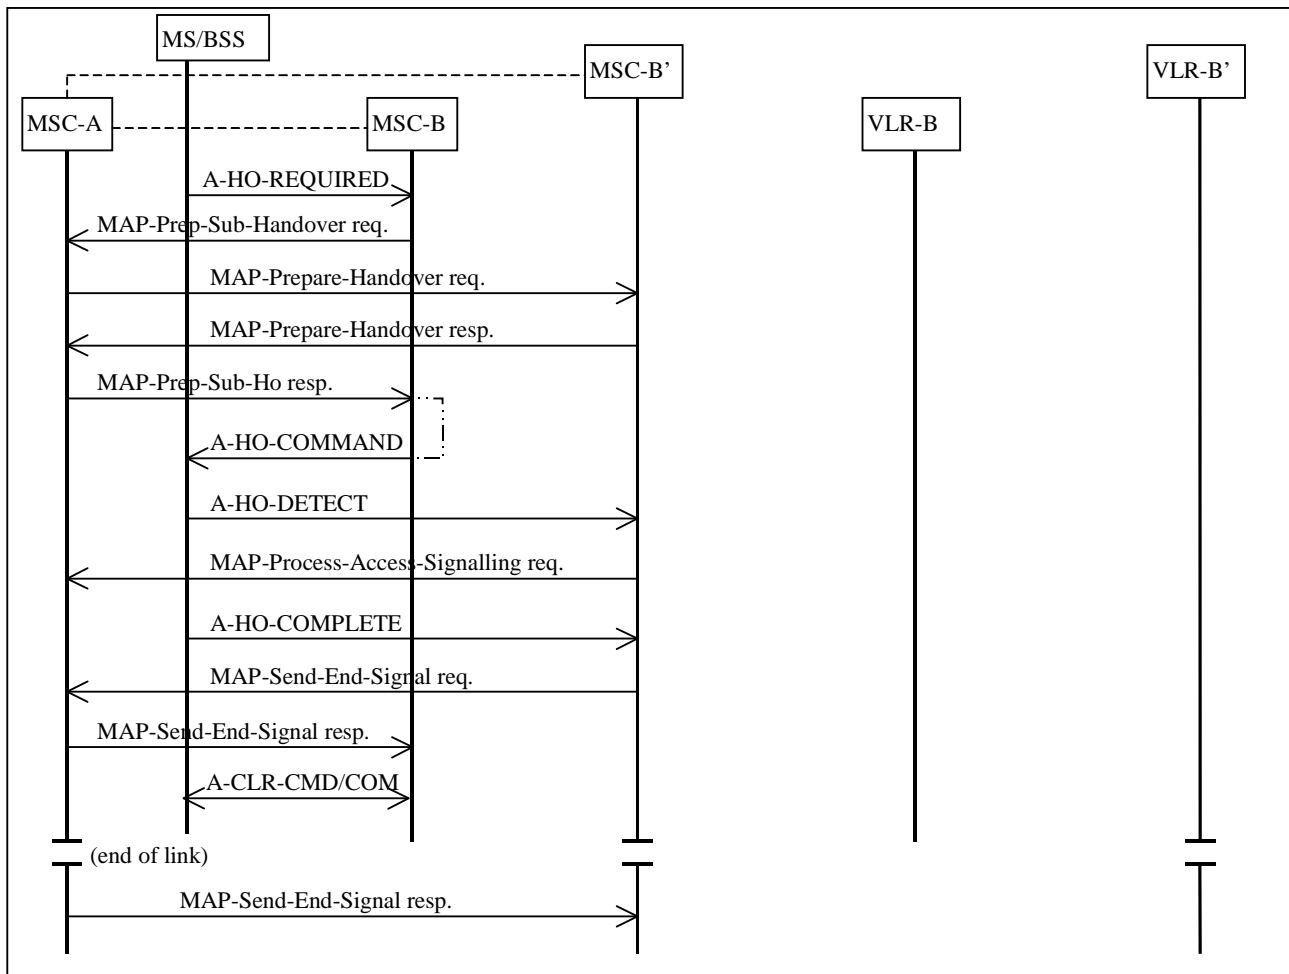 MS/BSS
MSC-B’
VLR-B’
MSC-A
MSC-B
VLR-B
A-HO-REQUIRED
MAP-Prep-Sub-Handover req.
MAP-Prepare-Handover req.
MAP-Prepare-Handover resp.
MAP-Prep-Sub-Ho resp.
A-HO-COMMAND
A-HO-DETECT
MAP-Process-Access-Signalling req.
A-HO-COMPLETE
MAP-Send-End-Signal req.
MAP-Send-End-Signal resp.
A-CLR-CMD/COM
(end of link)
MAP-Send-End-Signal resp.